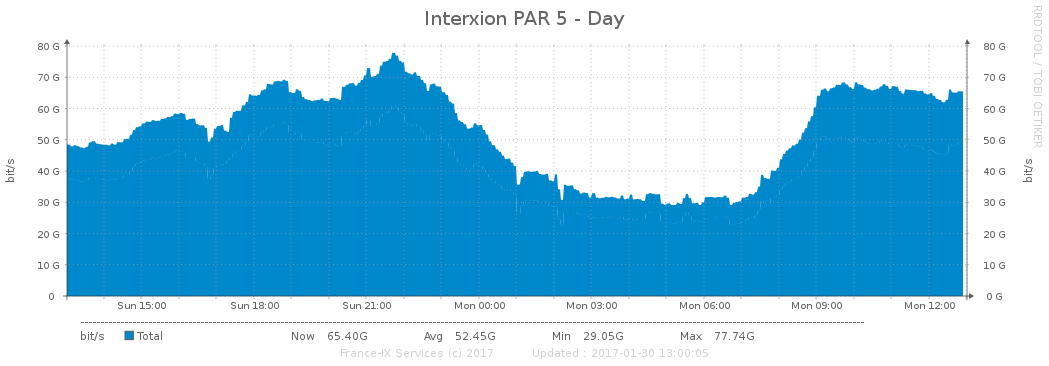 Interxion PAR 5 - Day
RRDTOOL / TOBI OETIKER
80 G 80 G
70 G 70 G
60 G 60 G
50 G 50 G
40 G 40 G
30 G 30 G
20 G 20 G
10 G 10 G
0 0 G
bit/s bit/s
Sun 15:00 Sun 18:00 Sun 21:00 Mon 00:00 Mon 03:00 Mon 06:00 Mon 09:00 Mon 12:00
bit/s Total Now 65.40G Avg 52.45G Min 29.05G Max 77.74G
France-IX Services (c) 2017 Updated : 2017-01-30 13:00:05